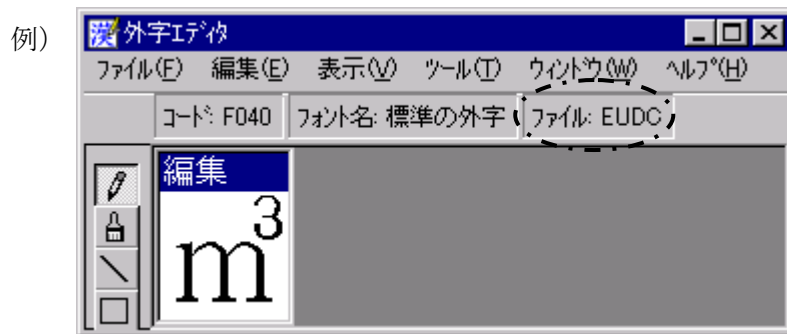 例）
外字ｴﾃﾞｨﾀ
ﾌｧｲﾙ(F) 編集(E) 表示(V) ﾂｰﾙ(T) ｳｨﾝﾄﾞｳ(W) ﾍﾙﾌﾟ(H)
ｺｰﾄﾞ: F040 ﾌｫﾝﾄ名: 標準の外字 ﾌｧｲﾙ: EUDC
編集
m³